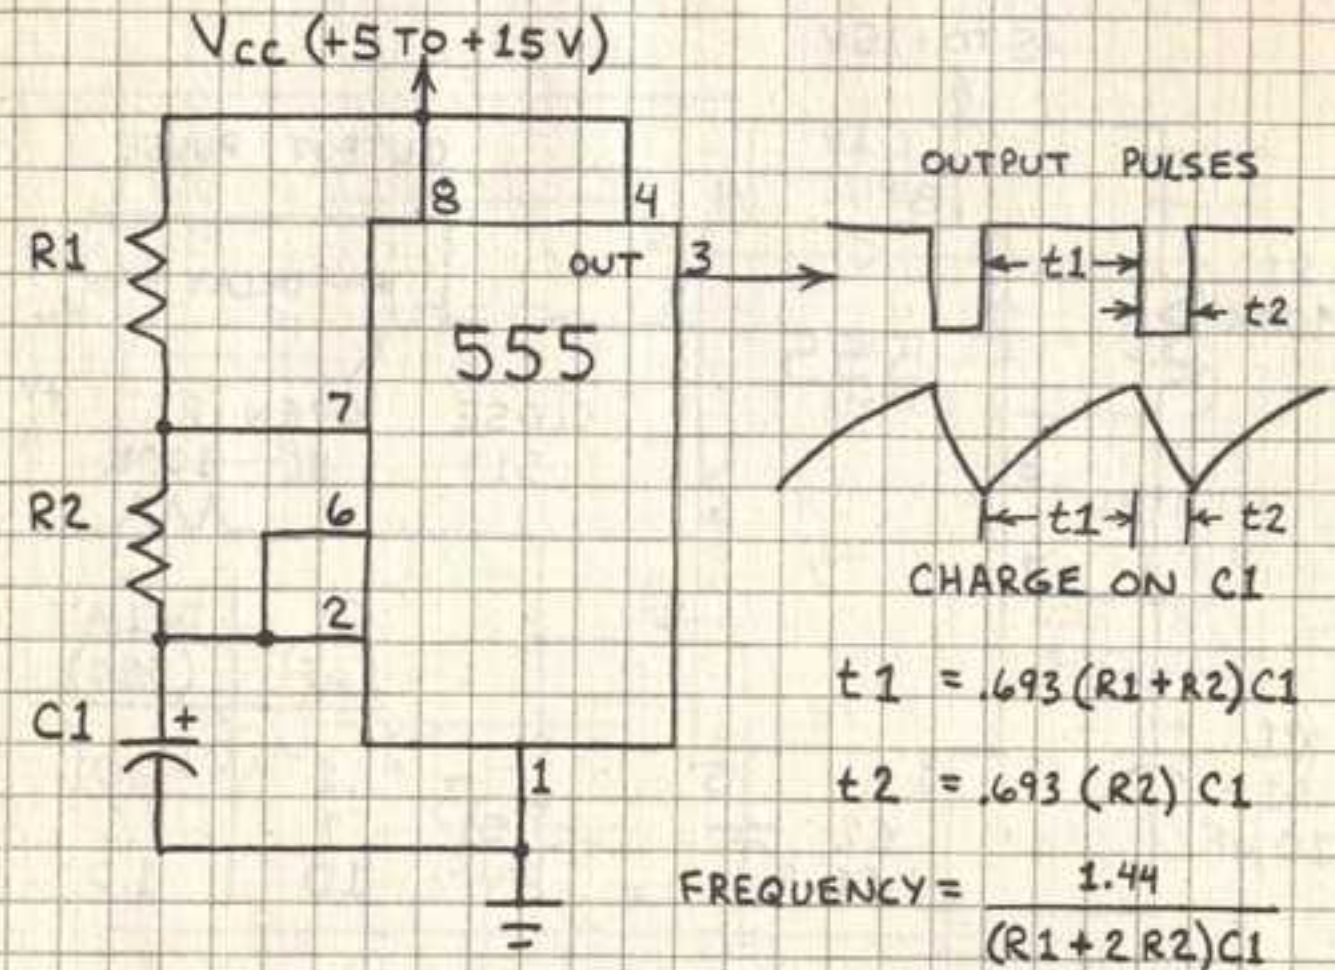 Vcc (+5 TO +15V)
8
4
OUTPUT PULSES
R1
OUT
3
t1
t2
555
7
R2
6
t1
t2
CHARGE ON C1
2
t1 = .693 (R1+R2)C1
C1
+
1
t2 = .693 (R2) C1
FREQUENCY = 1.44
(R1+2 R2)C1